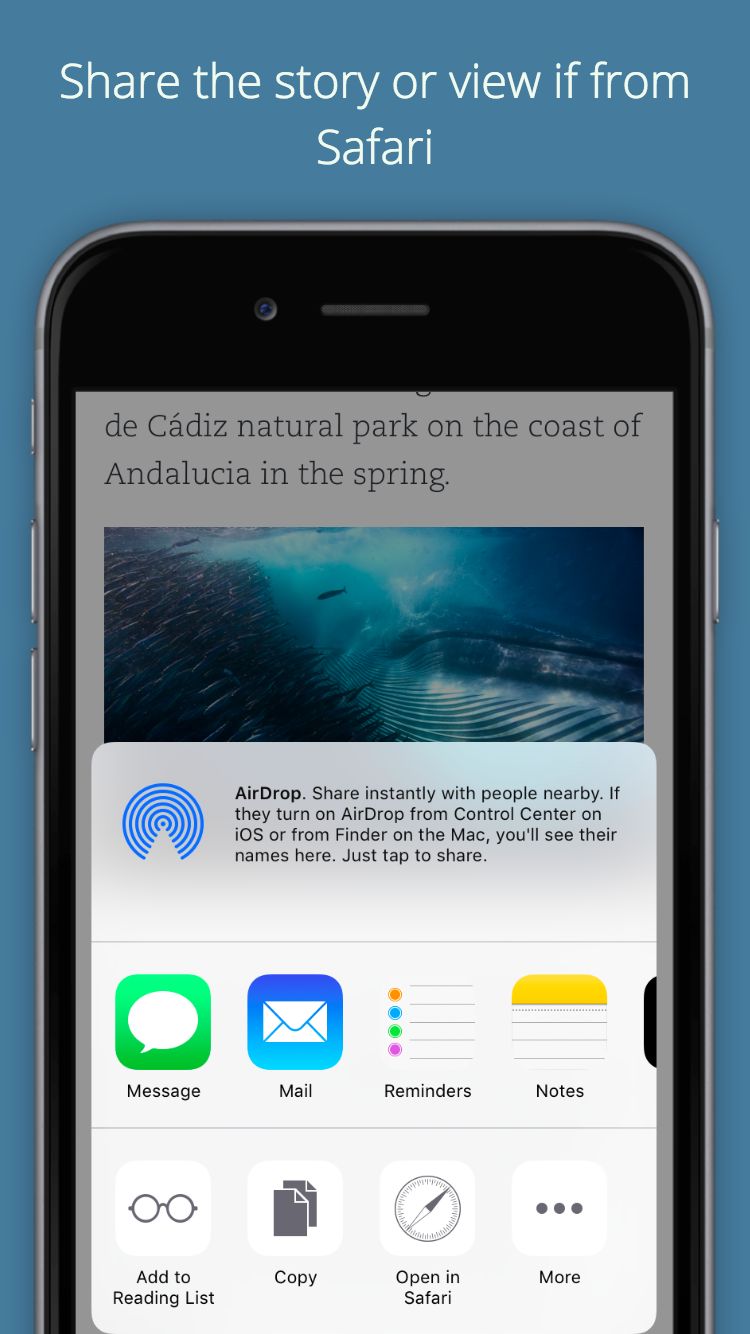 Share the story or view if from
Safari
de Cádiz natural park on the coast of
Andalucia in the spring.
AirDrop. Share instantly with people nearby. If
they turn on AirDrop from Control Center on
iOS or from Finder on the Mac, you'll see their
names here. Just tap to share.
Message
Mail
Reminders
Notes
Add to
Reading List
Copy
Open in
Safari
More